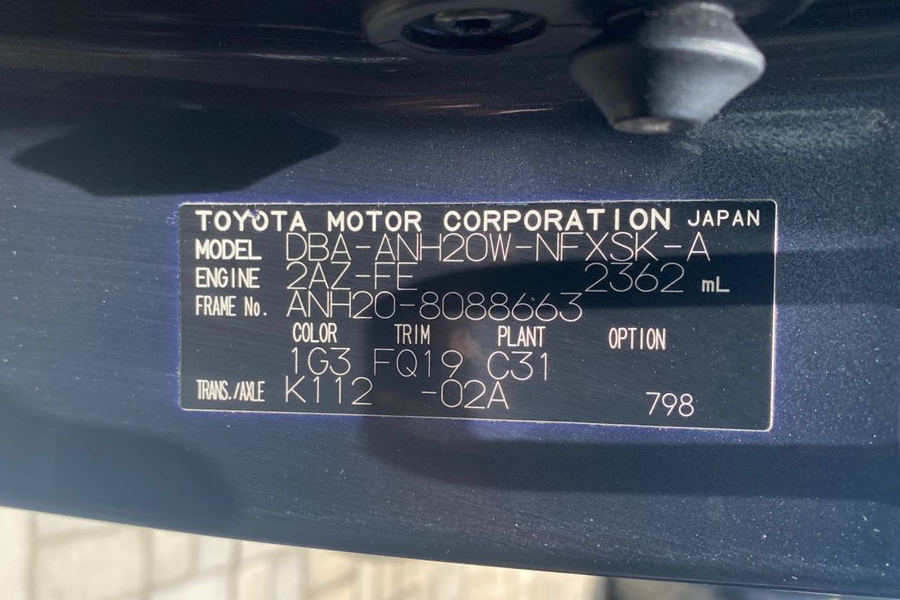 TOYOTA MOTOR CORPORATION JAPAN
MODEL DBA-ANH20W-NFXSK-A
ENGINE 2AZ-FE 2362 mL
FRAME No. ANH20-8088663
COLOR TRIM PLANT OPTION
1G3 FQ19 C31
TRANS./AXLE K112 -02A 798